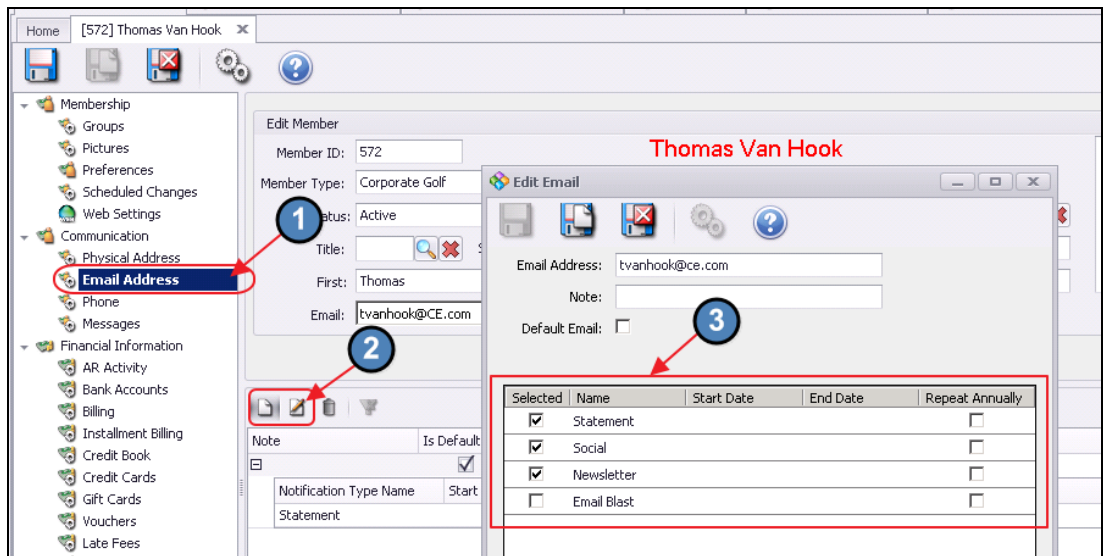 Home
[572] Thomas Van Hook
Membership
Groups
Pictures
Preferences
Scheduled Changes
Web Settings
Communication
Physical Address
Email Address
Phone
Messages
Financial Information
AR Activity
Bank Accounts
Billing
Installment Billing
Credit Book
Credit Cards
Gift Cards
Vouchers
Late Fees
1
Edit Member
Thomas Van Hook
Member ID: 572
Member Type: Corporate Golf
Status: Active
Title:
First: Thomas
Email: tvanhook@CE.com
2
Note Is Default
Notification Type Name Start
Statement
Edit Email
Email Address: tvanhook@ce.com
Note:
Default Email:
3
Selected Name Start Date End Date Repeat Annually
Statement
Social
Newsletter
Email Blast